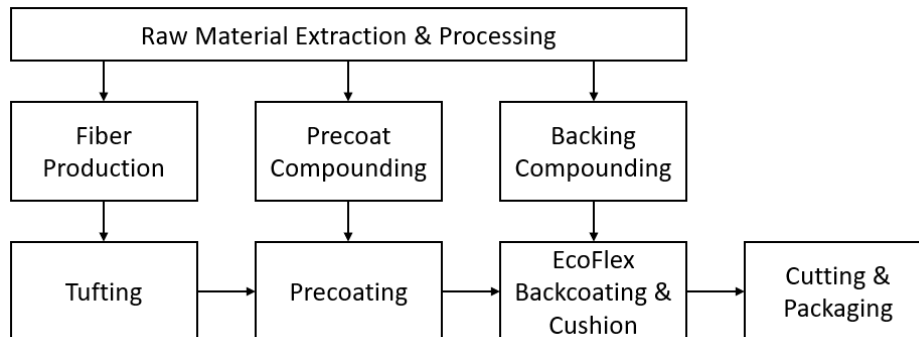 Raw Material Extraction & Processing
Fiber
Production
Precoat
Compounding
Backing
Compounding
Tufting
Precoating
EcoFlex
Backcoating &
Cushion
Cutting &
Packaging